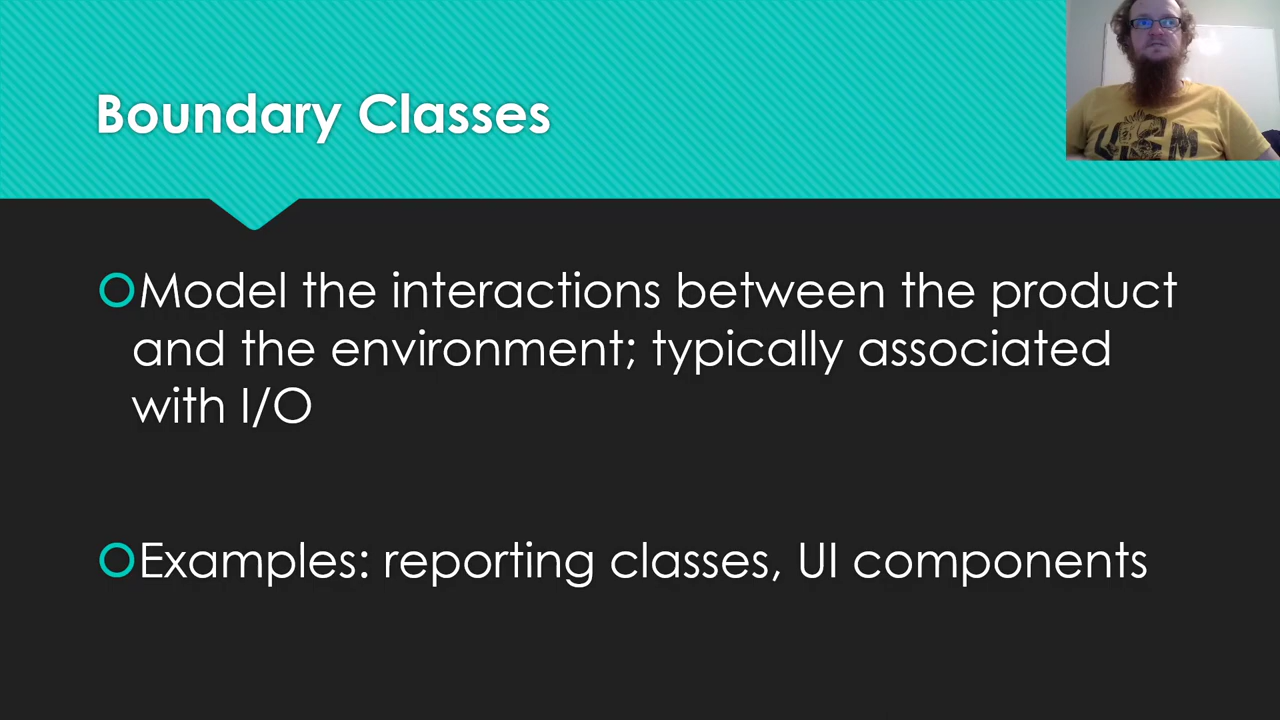 Boundary Classes
Model the interactions between the product
and the environment; typically associated
with I/O
Examples: reporting classes, UI components